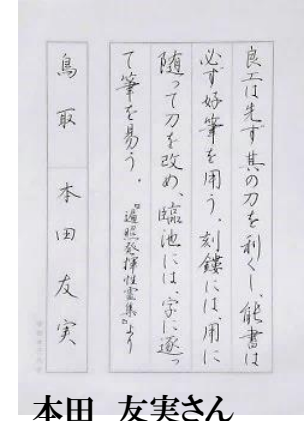 良工は先ず其の刀を利くし、能書は
必ず好筆を用う。刻鏤には、用に
随って刀を改め、臨池には、字に逐っ
て筆を易う。
『遍照発揮性霊集』より
鳥取 本田友実
本田 友実さん